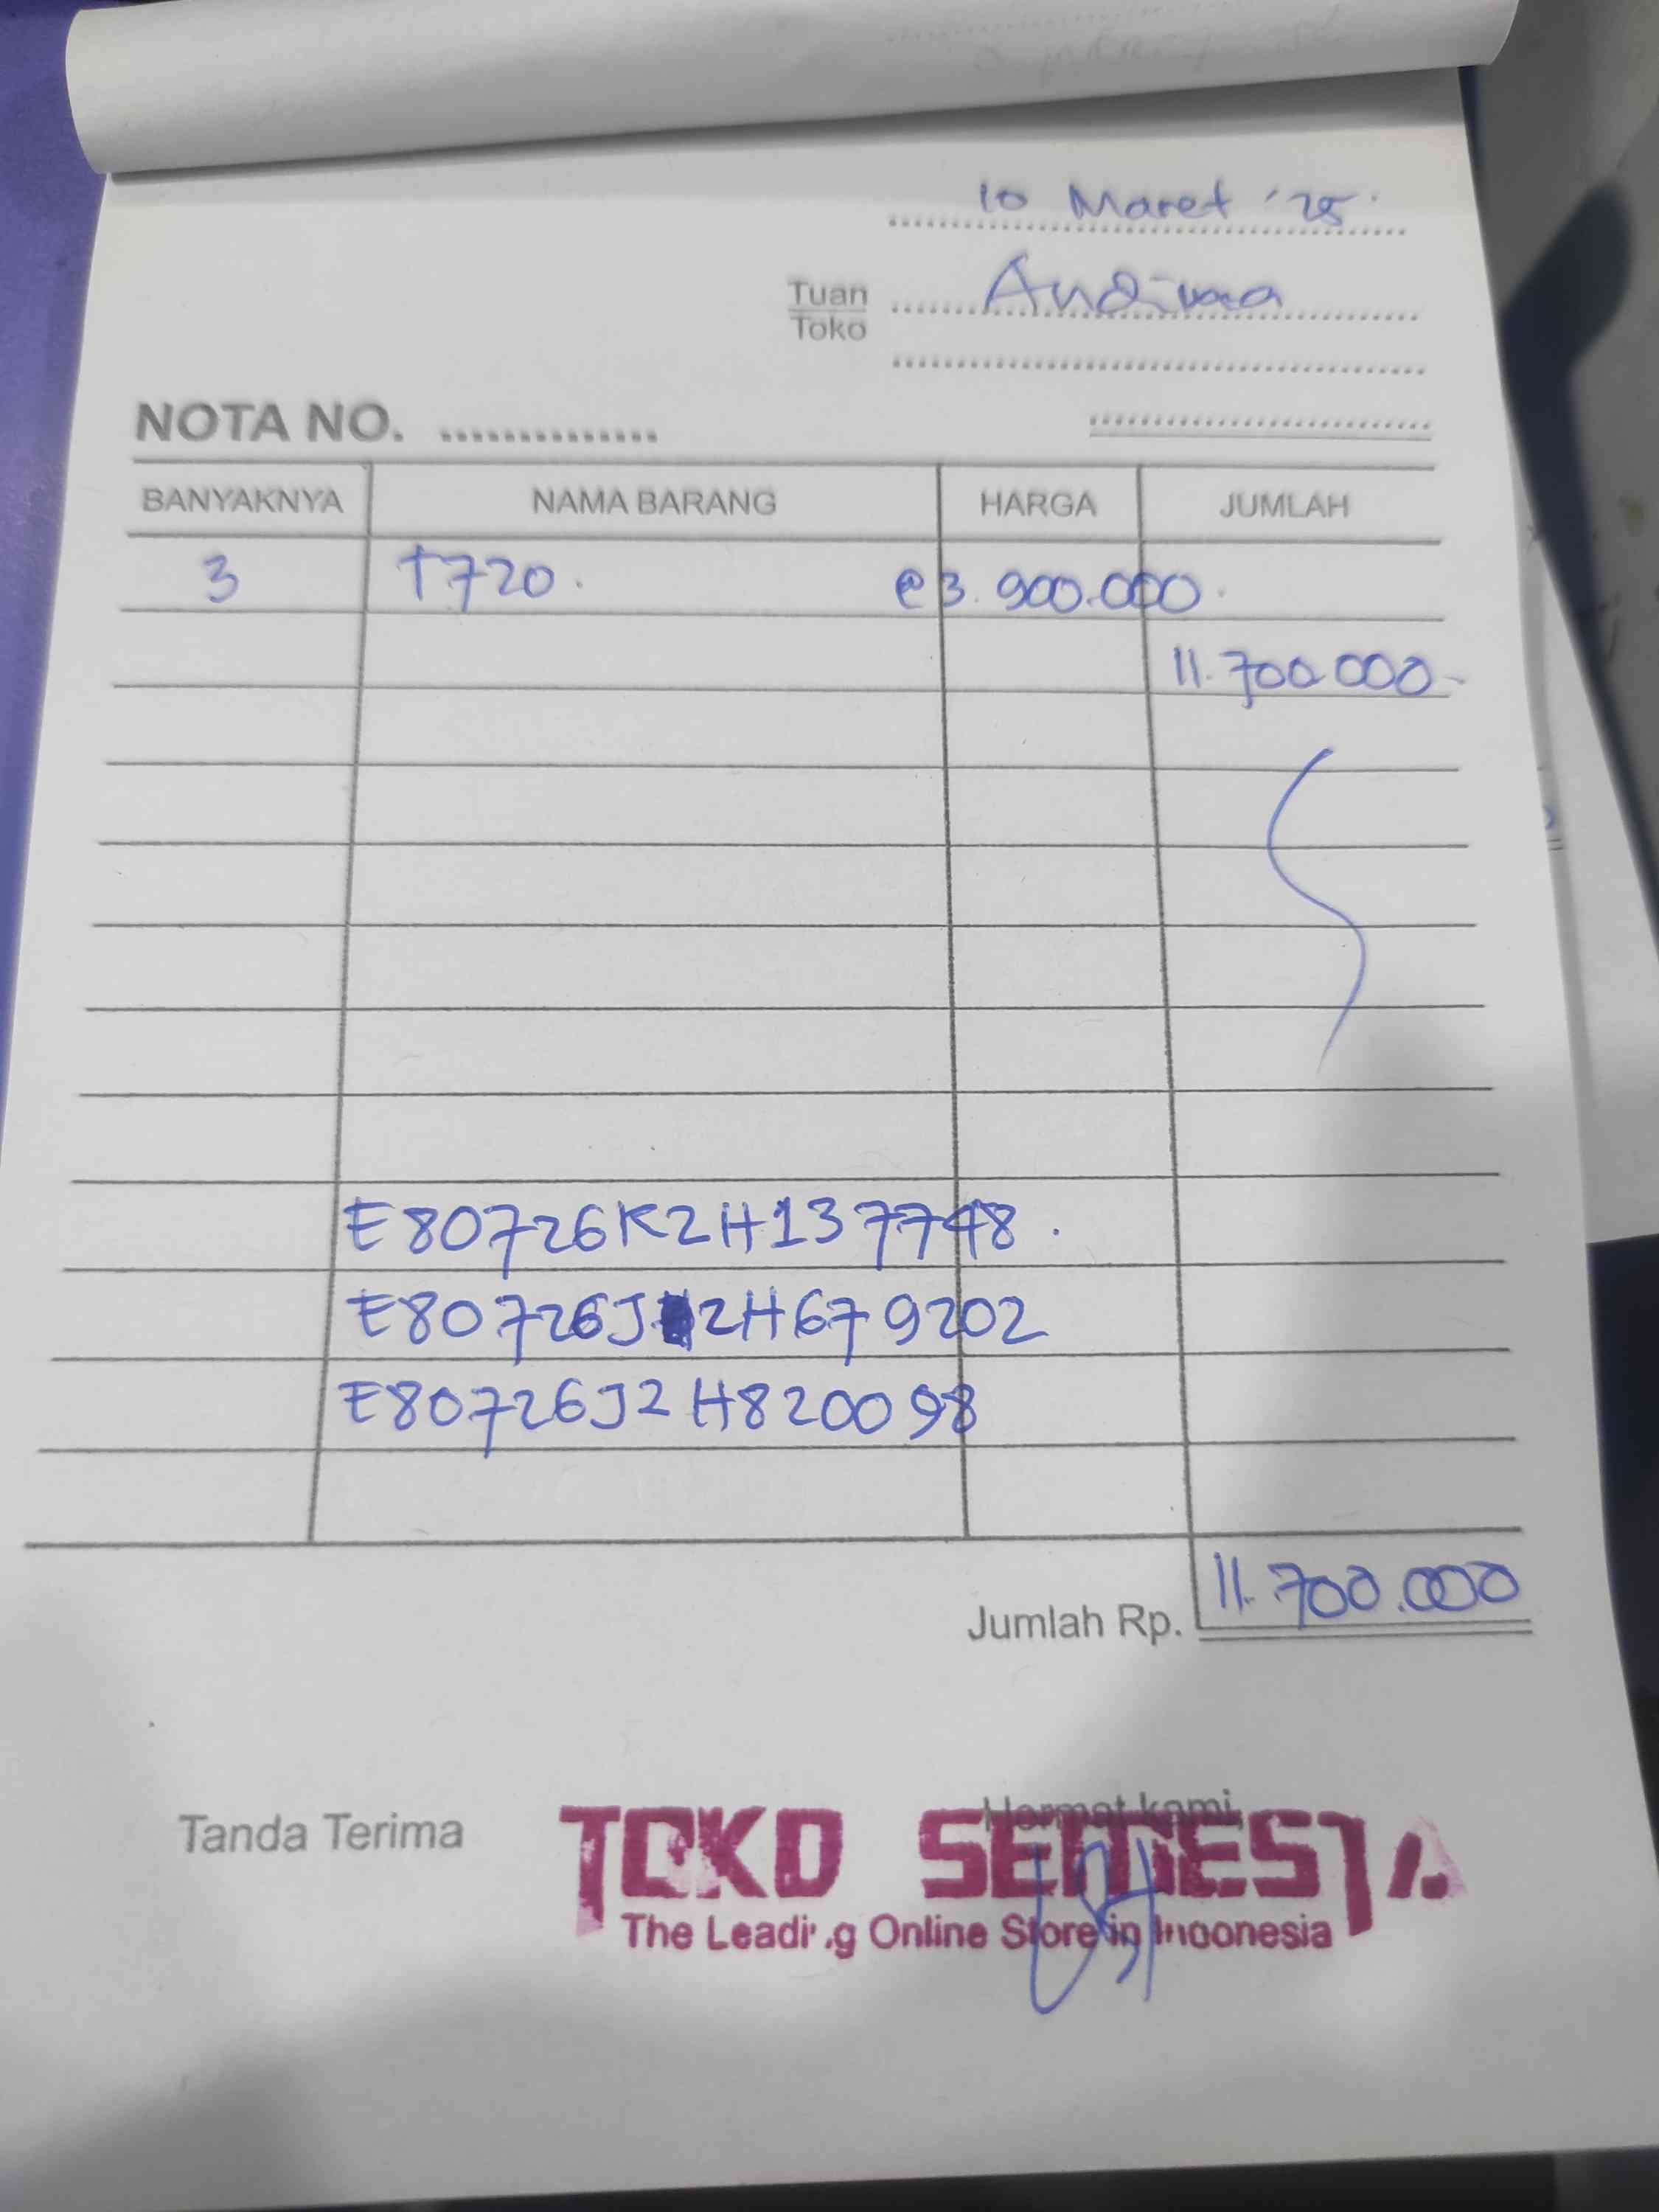 10 Maret '25
Tuan Andima
Toko
NOTA NO. ..............
BANYAKNYA NAMA BARANG HARGA JUMLAH
3 T720. @ 3.900.000.
11.700.000-
E80726K2H137748.
E80726J2H679202
E80726J2H820098
Jumlah Rp. 11.700.000
Tanda Terima Hormat kami,
TOKO SEMESTA
The Leading Online Store in Indonesia